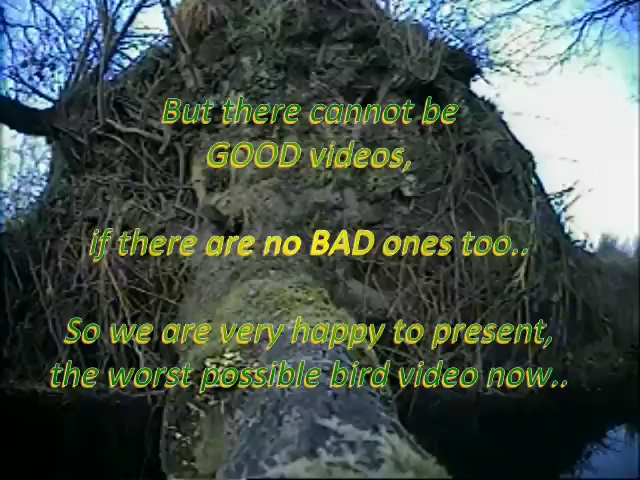 But there cannot be
GOOD videos,
if there are no BAD ones too..
So we are very happy to present,
the worst possible bird video now..